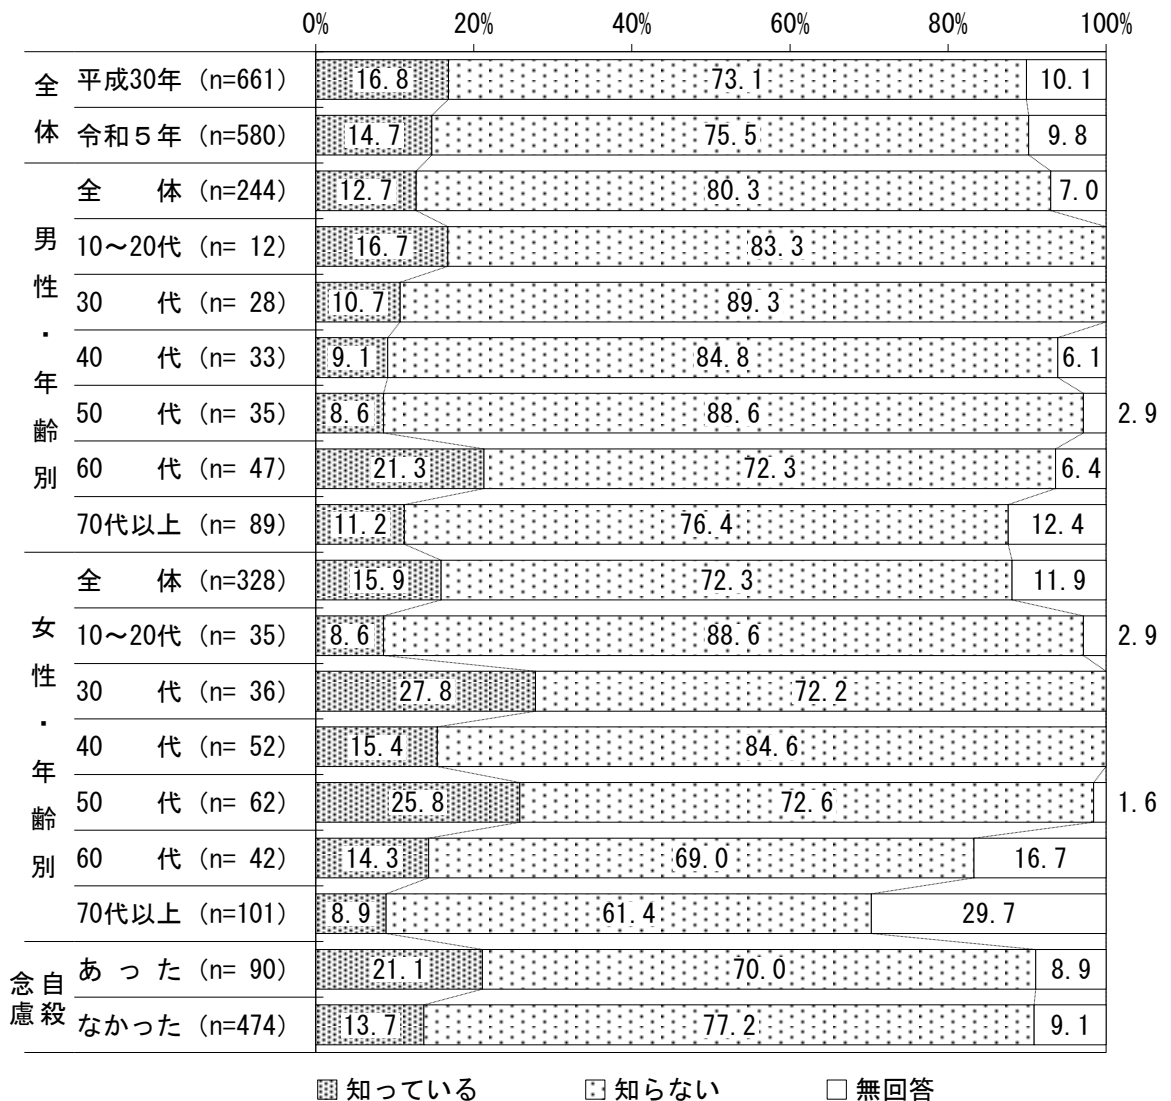 0% 20% 40% 60% 80% 100%
全体
平成30年 (n=661) 16.8 73.1 10.1
令和５年 (n=580) 14.7 75.5 9.8
男性・年齢別
全　　体 (n=244) 12.7 80.3 7.0
10～20代 (n= 12) 16.7 83.3
30　　代 (n= 28) 10.7 89.3
40　　代 (n= 33) 9.1 84.8 6.1
50　　代 (n= 35) 8.6 88.6 2.9
60　　代 (n= 47) 21.3 72.3 6.4
70代以上 (n= 89) 11.2 76.4 12.4
女性・年齢別
全　　体 (n=328) 15.9 72.3 11.9
10～20代 (n= 35) 8.6 88.6 2.9
30　　代 (n= 36) 27.8 72.2
40　　代 (n= 52) 15.4 84.6
50　　代 (n= 62) 25.8 72.6 1.6
60　　代 (n= 42) 14.3 69.0 16.7
70代以上 (n=101) 8.9 61.4 29.7
自殺念慮
あ っ た (n= 90) 21.1 70.0 8.9
なかった (n=474) 13.7 77.2 9.1
知っている 知らない 無回答